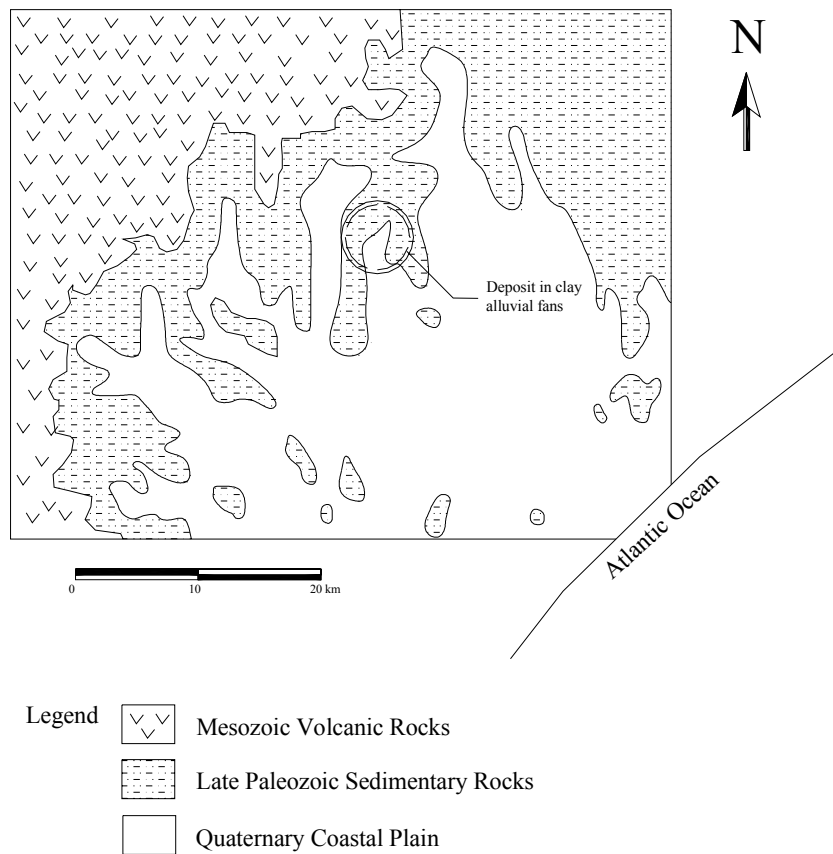 N
Deposit in clay
alluvial fans
Atlantic Ocean
0 10 20 km
Legend
Mesozoic Volcanic Rocks
Late Paleozoic Sedimentary Rocks
Quaternary Coastal Plain